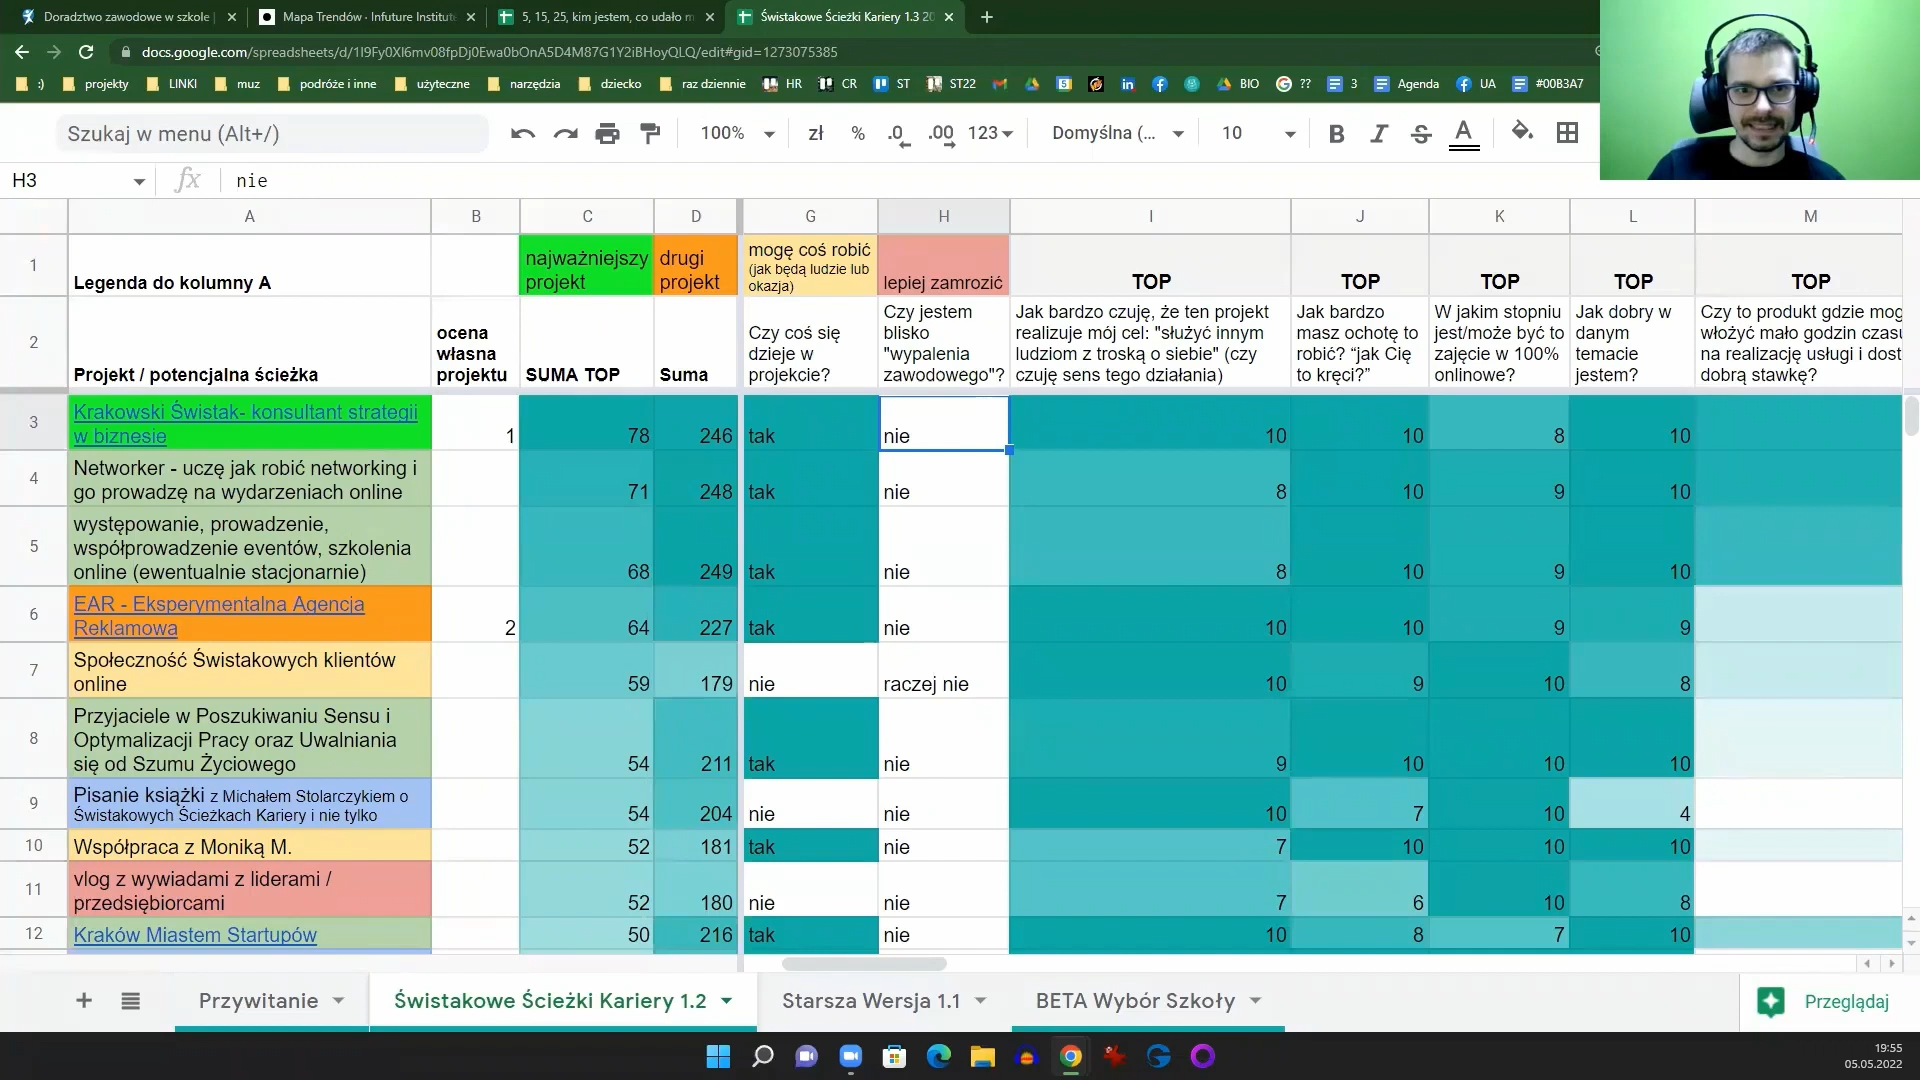 Doradztwo zawodowe w szkole
Mapa Trendów · Infuture Institute
5, 15, 25, kim jestem, co udało m
Świstakowe Ścieżki Kariery 1.3 20
docs.google.com/spreadsheets/d/1I9Fy0Xl6mv08fpDj0Ewa0bOnA5D4M87G1Y2iBHoyQLQ/edit#gid=1273075385
:) projekty LINKI muz podróże i inne użyteczne narzędzia dziecko raz dziennie HR CR ST ST22 BIO ?? 3 Agenda UA #00B3A7
Szukaj w menu (Alt+/) 100% zł % .0 .00 123 Domyślna (... 10 B I S A
H3 fx nie
A B C D G H I J K L M
1 Legenda do kolumny A
najważniejszy projekt
drugi projekt
mogę coś robić (jak będą ludzie lub okazja)
lepiej zamrozić
TOP TOP TOP TOP TOP
2 Projekt / potencjalna ścieżka
ocena własna projektu
SUMA TOP
Suma
Czy coś się dzieje w projekcie?
Czy jestem blisko "wypalenia zawodowego"?
Jak bardzo czuję, że ten projekt realizuje mój cel: "służyć innym ludziom z troską o siebie" (czy czuję sens tego działania)
Jak bardzo masz ochotę to robić? “jak Cię to kręci?”
W jakim stopniu jest/może być to zajęcie w 100% onlinowe?
Jak dobry w danym temacie jestem?
Czy to produkt gdzie mog włożyć mało godzin czasu na realizację usługi i dost dobrą stawkę?
3 Krakowski Świstak- konsultant strategii w biznesie 1 78 246 tak nie 10 10 8 10
4 Networker - uczę jak robić networking i go prowadzę na wydarzeniach online 71 248 tak nie 8 10 9 10
5 występowanie, prowadzenie, współprowadzenie eventów, szkolenia online (ewentualnie stacjonarnie) 68 249 tak nie 8 10 9 10
6 EAR - Eksperymentalna Agencja Reklamowa 2 64 227 tak nie 10 10 9 9
7 Społeczność Świstakowych klientów online 59 179 nie raczej nie 10 9 10 8
8 Przyjaciele w Poszukiwaniu Sensu i Optymalizacji Pracy oraz Uwalniania się od Szumu Życiowego 54 211 tak nie 9 10 10 10
9 Pisanie książki z Michałem Stolarczykiem o Świstakowych Ścieżkach Kariery i nie tylko 54 204 nie nie 10 7 10 4
10 Współpraca z Moniką M. 52 181 tak nie 7 10 10 10
11 vlog z wywiadami z liderami / przedsiębiorcami 52 180 nie nie 7 6 10 8
12 Kraków Miastem Startupów 50 216 tak nie 10 8 7 10
Przywitanie Świstakowe Ścieżki Kariery 1.2 Starsza Wersja 1.1 BETA Wybór Szkoły Przeglądaj
19:55
05.05.2022